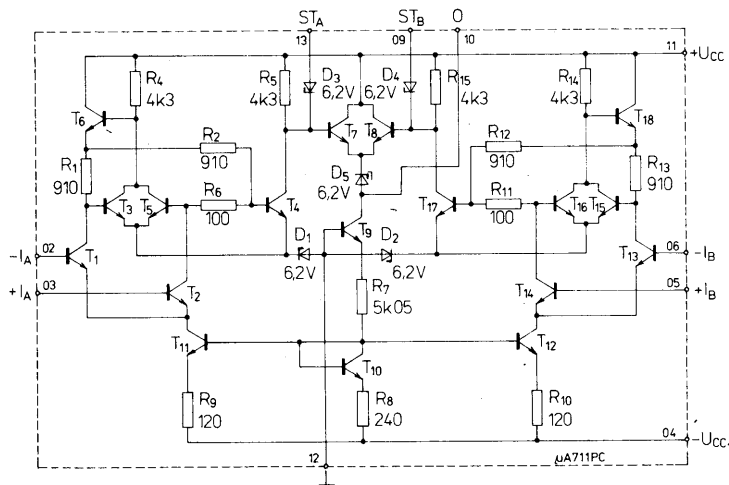 ST_A ST_B O
13 09 10
11 +U_CC
R4 4k3
R5 4k3
D3 6,2V
D4 6,2V
R15 4k3
R14 4k3
T6
T7
T8
T18
R1 910
R2 910
R12 910
R13 910
D5 6,2V
T3
T5
R6 100
T4
T17
R11 100
T16
T15
-I_A 02
T1
D1 6,2V
T9
D2 6,2V
T13
06 -I_B
+I_A 03
T2
R7 5k05
T14
05 +I_B
T11
T10
T12
R9 120
R8 240
R10 120
04 -U_CC.
12
µA711PC